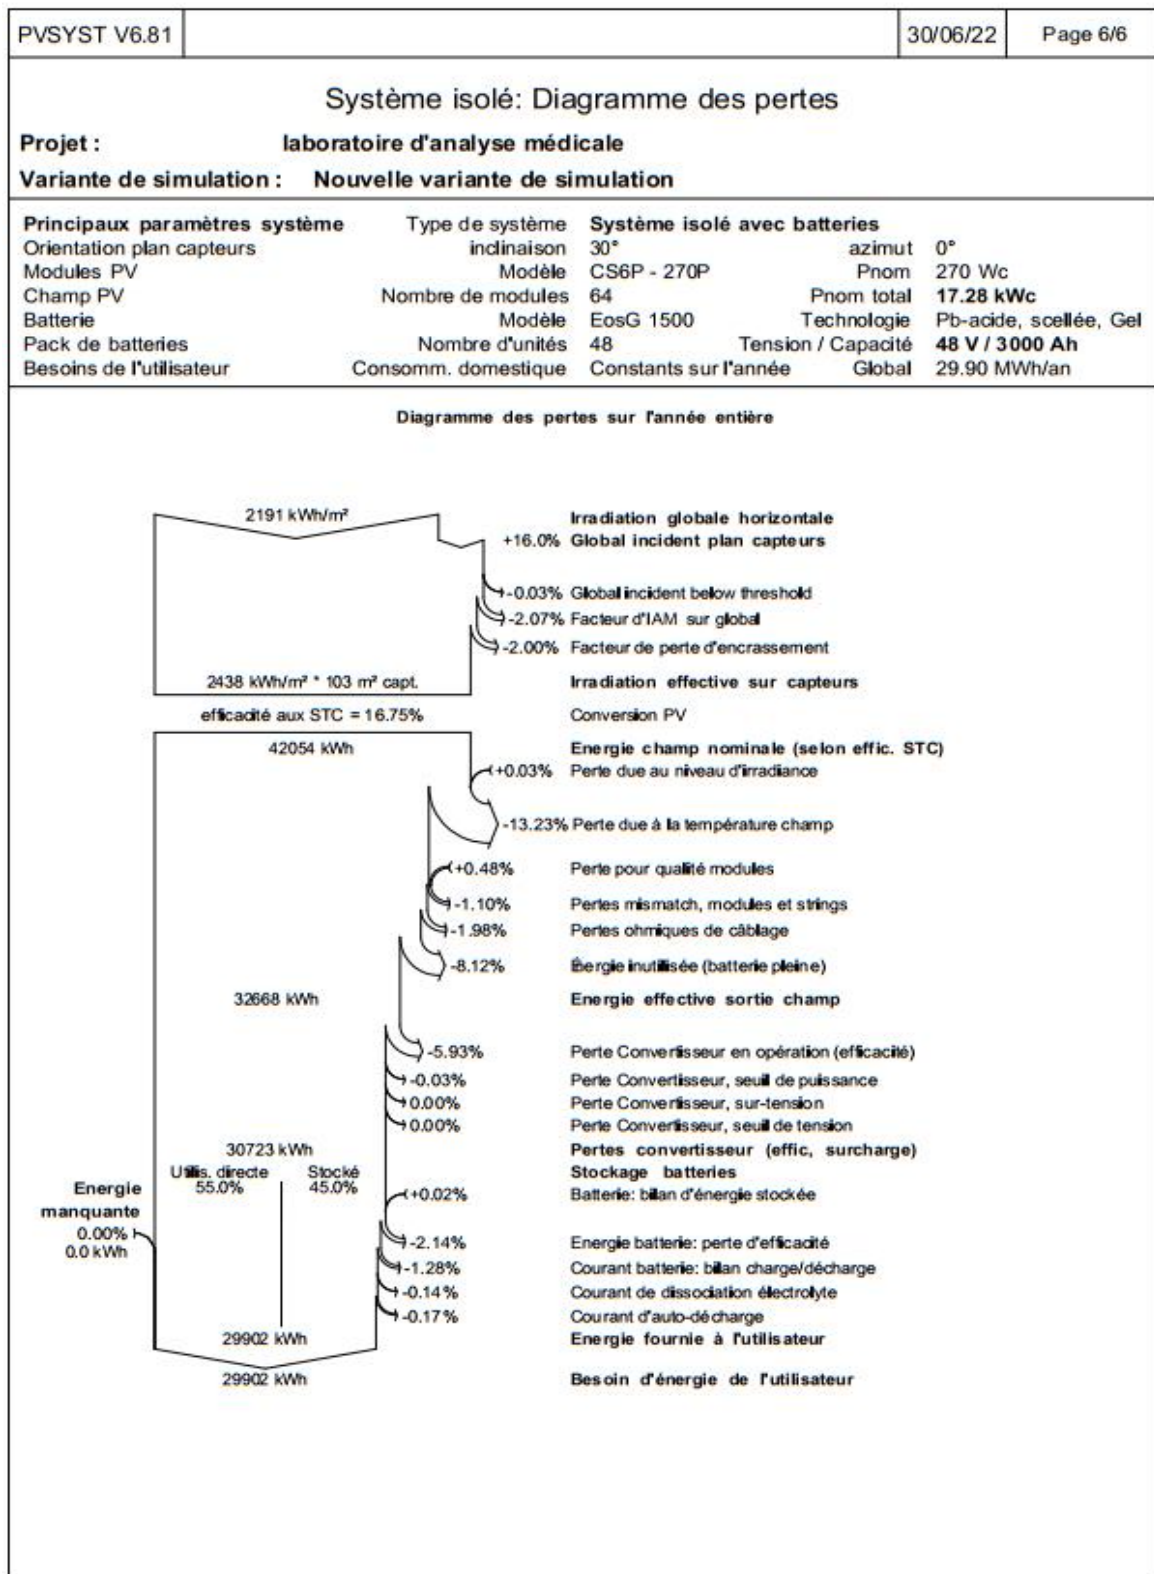 PVSYST V6.81 30/06/22 Page 6/6
Système isolé: Diagramme des pertes
Projet : laboratoire d'analyse médicale
Variante de simulation : Nouvelle variante de simulation
Principaux paramètres système Type de système Système isolé avec batteries
Orientation plan capteurs inclinaison 30° azimut 0°
Modules PV Modèle CS6P - 270P Pnom 270 Wc
Champ PV Nombre de modules 64 Pnom total 17.28 kWc
Batterie Modèle EosG 1500 Technologie Pb-acide, scellée, Gel
Pack de batteries Nombre d'unités 48 Tension / Capacité 48 V / 3000 Ah
Besoins de l'utilisateur Consomm. domestique Constants sur l'année Global 29.90 MWh/an
Diagramme des pertes sur l'année entière
2191 kWh/m² Irradiation globale horizontale
+16.0% Global incident plan capteurs
-0.03% Global incident below threshold
-2.07% Facteur d'IAM sur global
-2.00% Facteur de perte d'encrassement
2438 kWh/m² * 103 m² capt. Irradiation effective sur capteurs
efficacité aux STC = 16.75% Conversion PV
42054 kWh Energie champ nominale (selon effic. STC)
+0.03% Perte due au niveau d'irradiance
-13.23% Perte due à la température champ
+0.48% Perte pour qualité modules
-1.10% Pertes mismatch, modules et strings
-1.98% Pertes ohmiques de câblage
-8.12% Énergie inutilisée (batterie pleine)
32668 kWh Energie effective sortie champ
-5.93% Perte Convertisseur en opération (efficacité)
-0.03% Perte Convertisseur, seuil de puissance
0.00% Perte Convertisseur, sur-tension
0.00% Perte Convertisseur, seuil de tension
30723 kWh Pertes convertisseur (effic, surcharge)
Utilis. directe Stocké Stockage batteries
Energie 55.0% 45.0% +0.02% Batterie: bilan d'énergie stockée
manquante
0.00%
0.0 kWh -2.14% Energie batterie: perte d'efficacité
-1.28% Courant batterie: bilan charge/décharge
-0.14% Courant de dissociation électrolyte
-0.17% Courant d'auto-décharge
29902 kWh Energie fournie à l'utilisateur
29902 kWh Besoin d'énergie de l'utilisateur